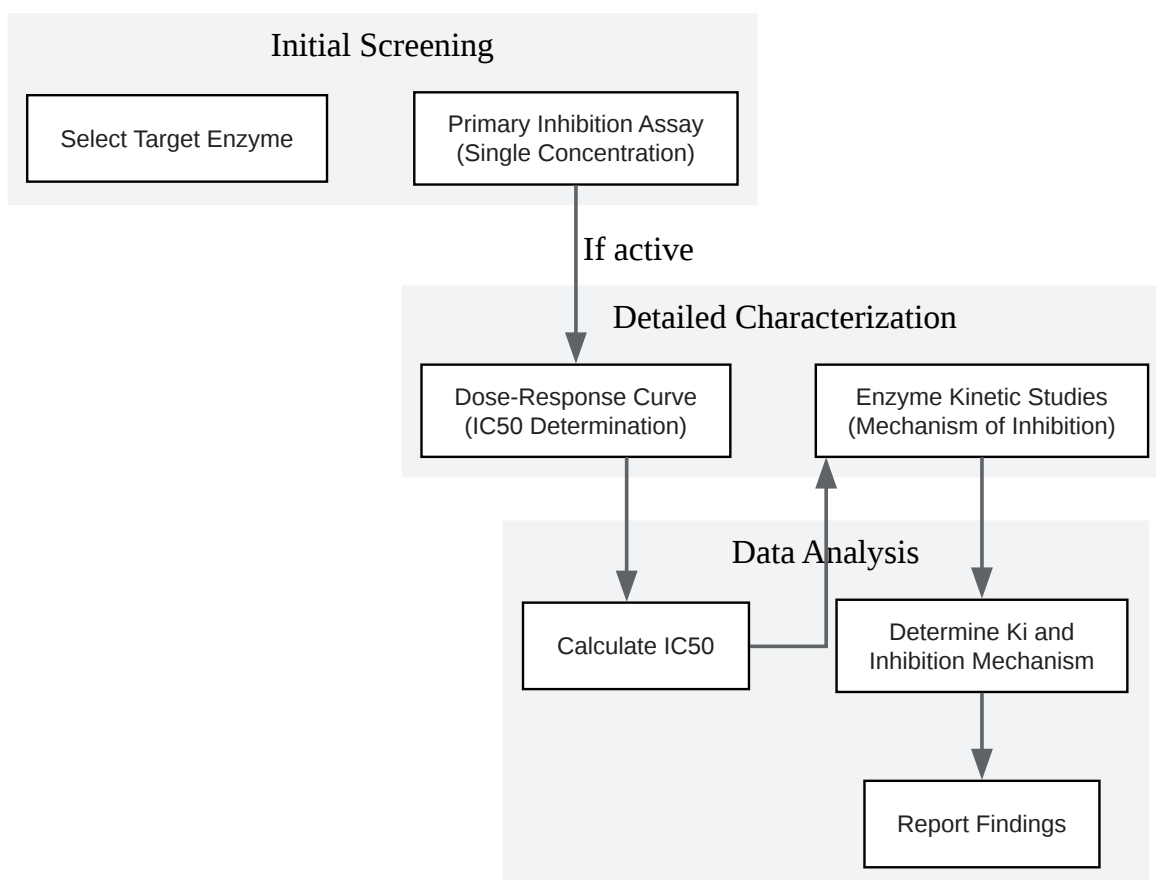 Initial Screening
Select Target Enzyme
Primary Inhibition Assay
(Single Concentration)
If active
Detailed Characterization
Dose-Response Curve
(IC50 Determination)
Enzyme Kinetic Studies
(Mechanism of Inhibition)
Data Analysis
Calculate IC50
Determine Ki and
Inhibition Mechanism
Report Findings